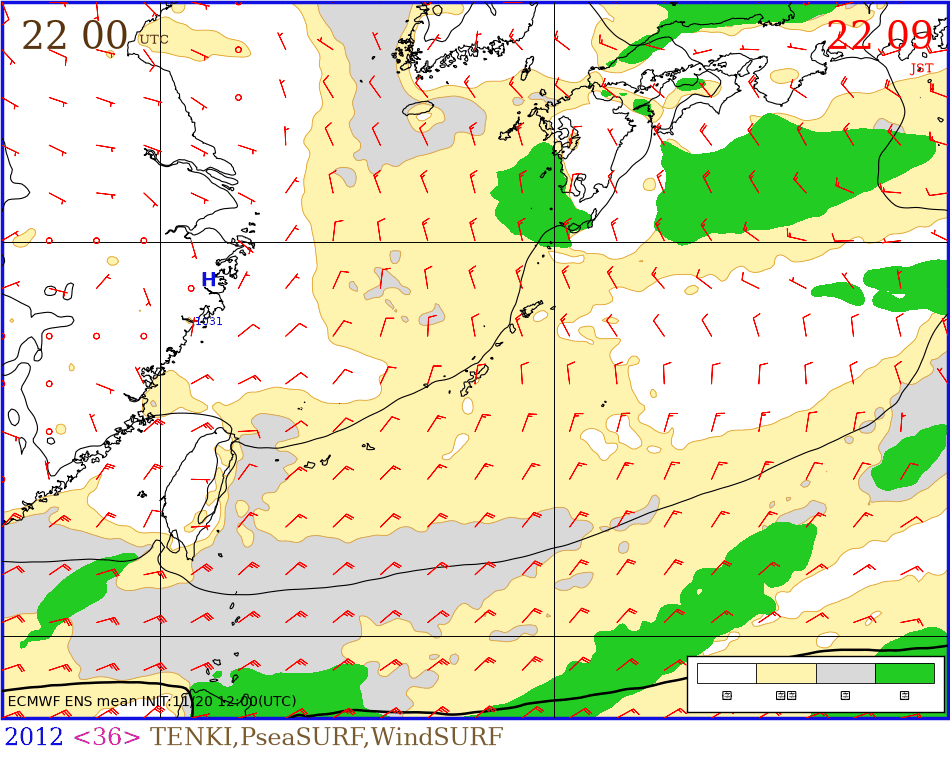 22 00 UTC
22 09
JST
H
1031
ECMWF ENS mean INIT:11/20 12:00(UTC)
2012 <36> TENKI,PseaSURF,WindSURF